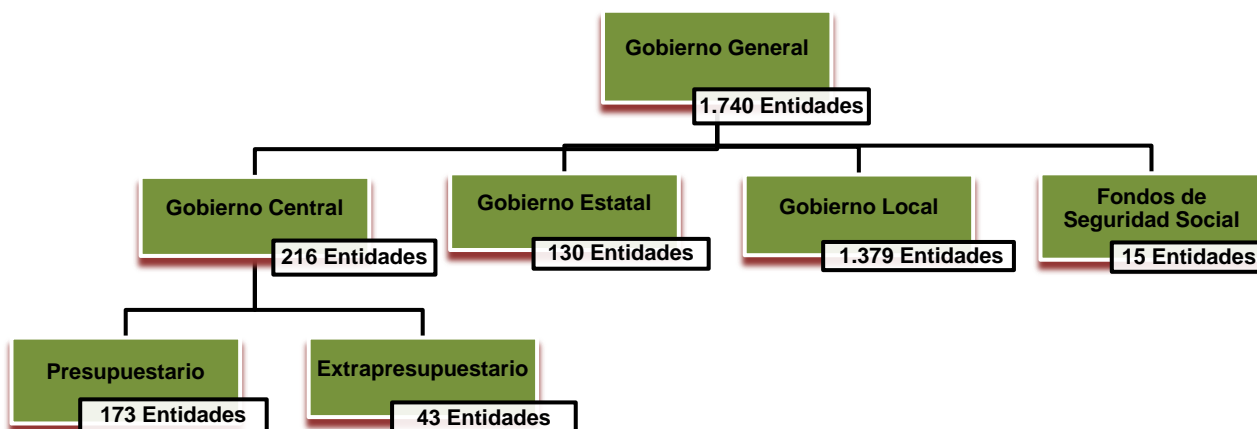 Gobierno General
1.740 Entidades
Gobierno Central
216 Entidades
Gobierno Estatal
130 Entidades
Gobierno Local
1.379 Entidades
Fondos de
Seguridad Social
15 Entidades
Presupuestario
173 Entidades
Extrapresupuestario
43 Entidades